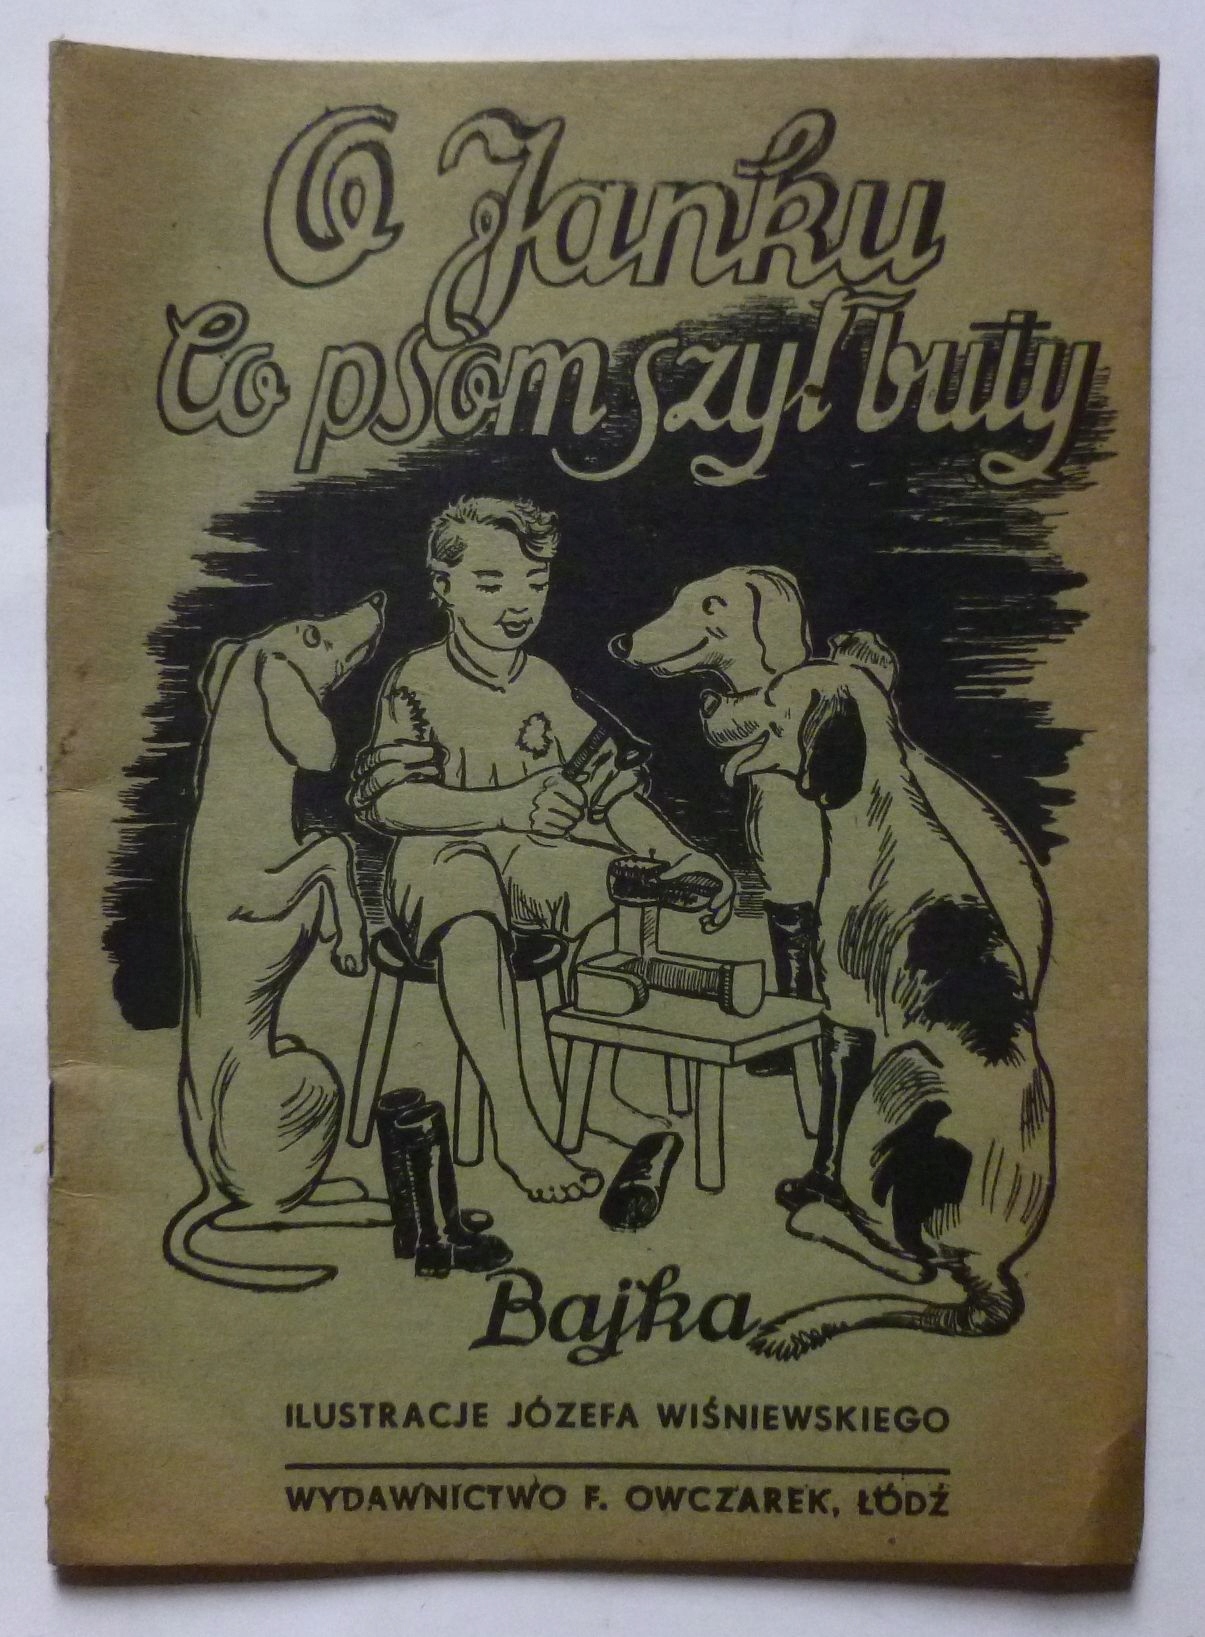 O Janku
Co psom szył buty
Bajka
ILUSTRACJE JÓZEFA WIŚNIEWSKIEGO
WYDAWNICTWO F. OWCZAREK, ŁÓDŹ